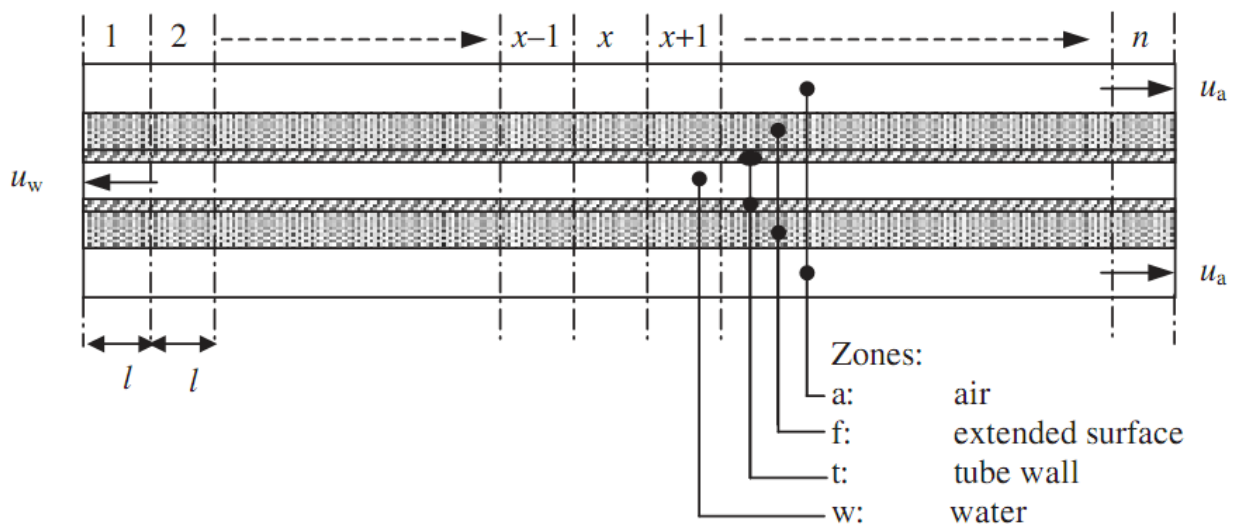 1 2 x–1 x x+1 n
u_a
u_w
u_a
l l
Zones:
a: air
f: extended surface
t: tube wall
w: water